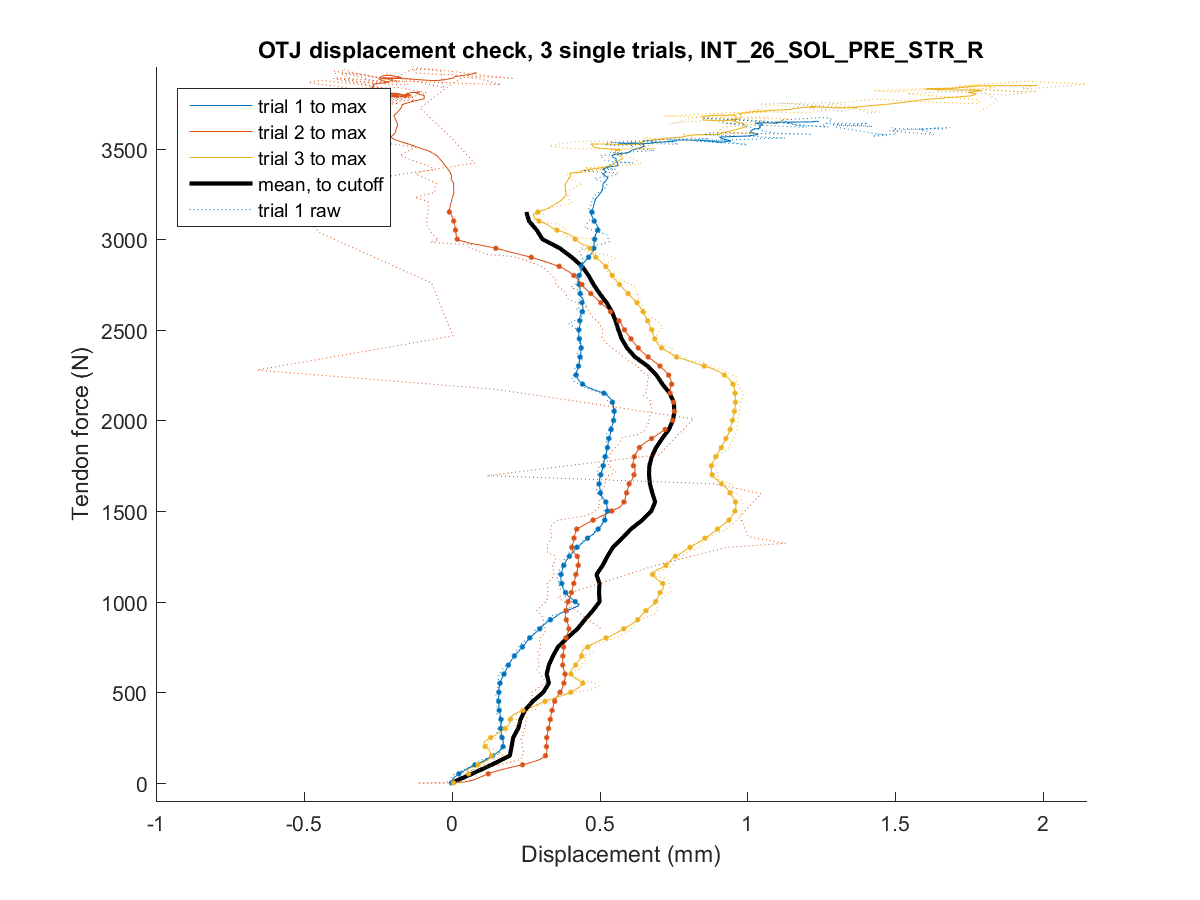 OTJ displacement check, 3 single trials, INT_26_SOL_PRE_STR_R
trial 1 to max
trial 2 to max
trial 3 to max
mean, to cutoff
trial 1 raw
3500
3000
2500
2000
1500
1000
500
0
Tendon force (N)
-1
-0.5
0
0.5
1
1.5
2
Displacement (mm)